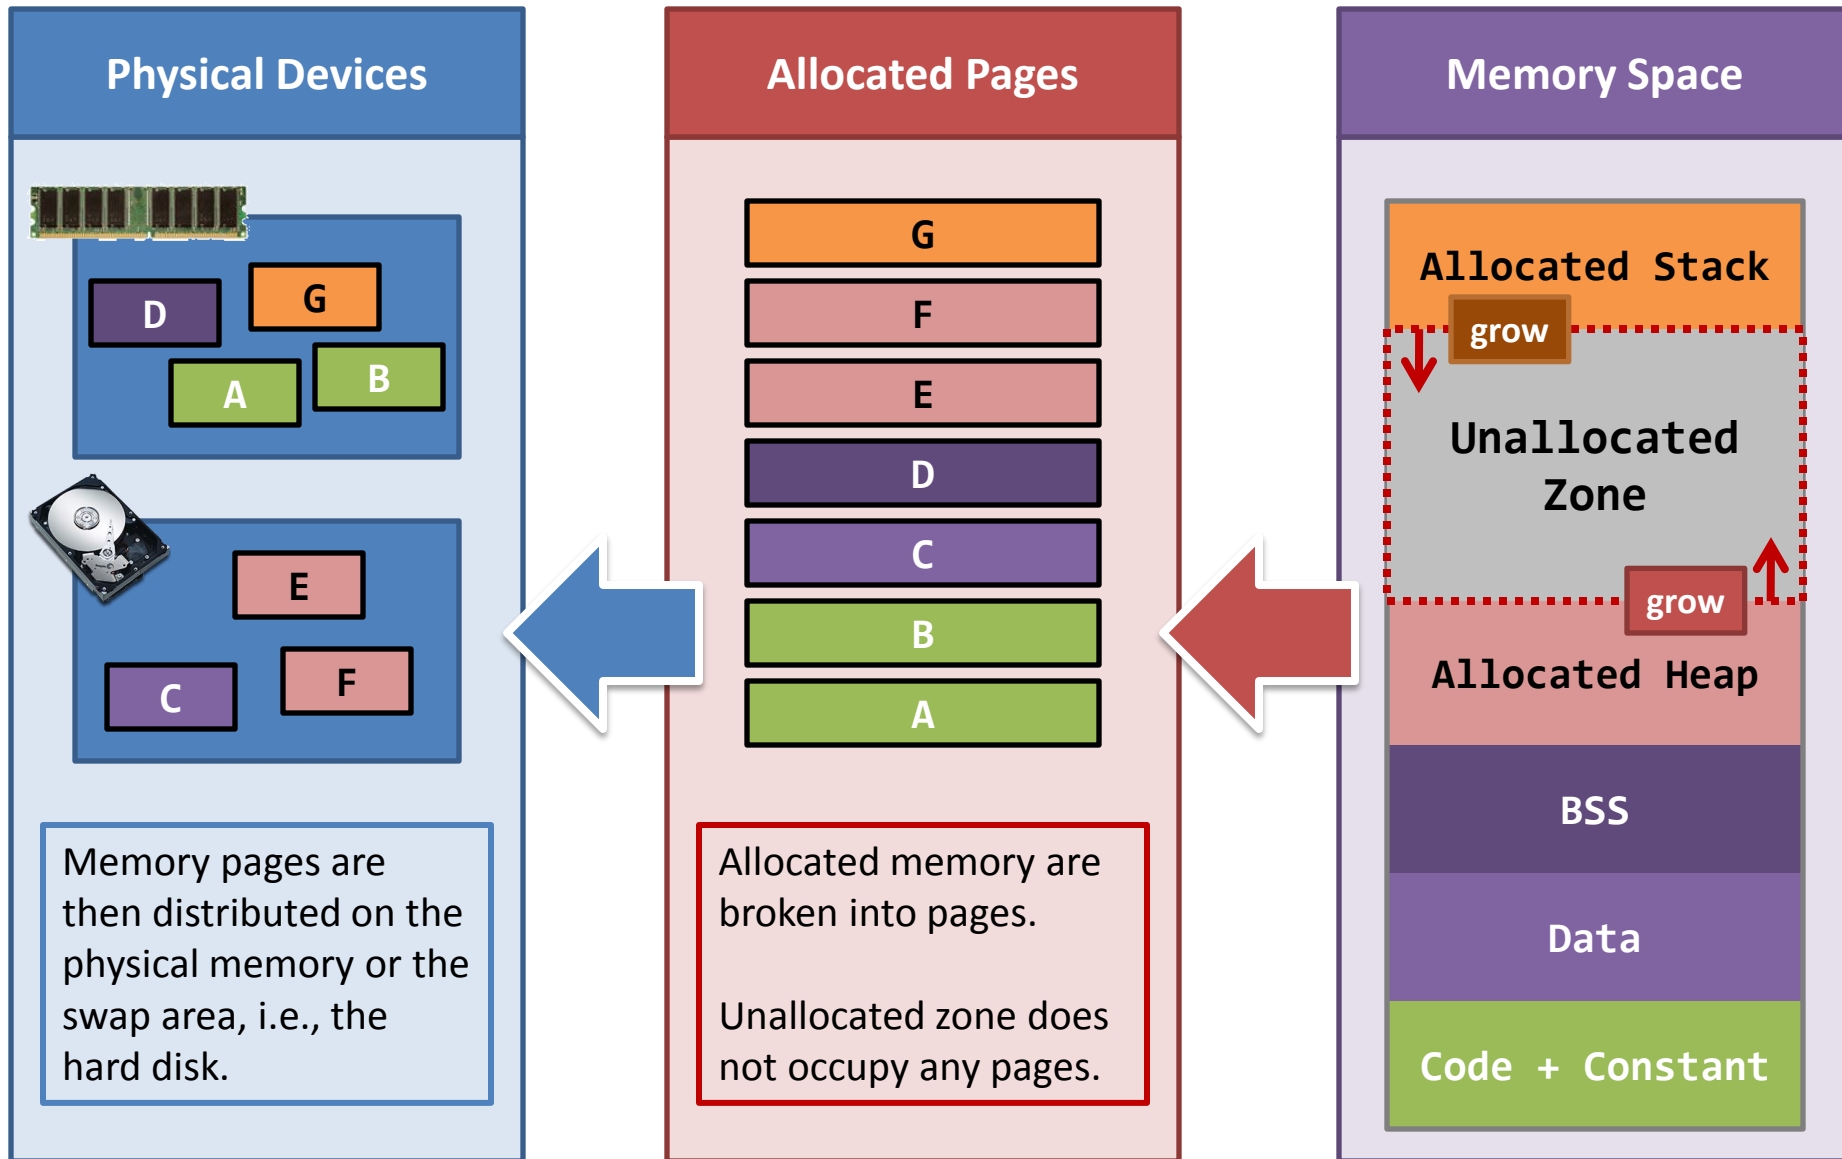 Physical Devices
D
G
A
B
E
C
F
Memory pages are
then distributed on the
physical memory or the
swap area, i.e., the
hard disk.
Allocated Pages
G
F
E
D
C
B
A
Allocated memory are
broken into pages.
Unallocated zone does
not occupy any pages.
Memory Space
Allocated Stack
grow
Unallocated
Zone
grow
Allocated Heap
BSS
Data
Code + Constant